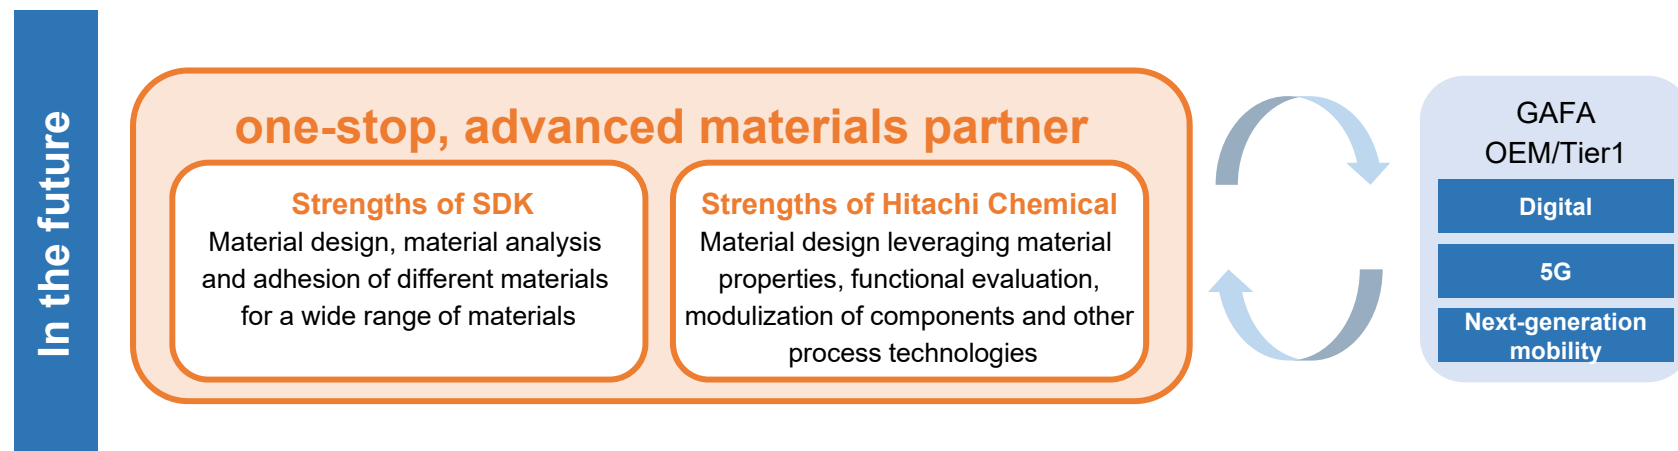 In the future
one-stop, advanced materials partner
Strengths of SDK
Material design, material analysis
and adhesion of different materials
for a wide range of materials
Strengths of Hitachi Chemical
Material design leveraging material
properties, functional evaluation,
modulization of components and other
process technologies
GAFA
OEM/Tier1
Digital
5G
Next-generation
mobility